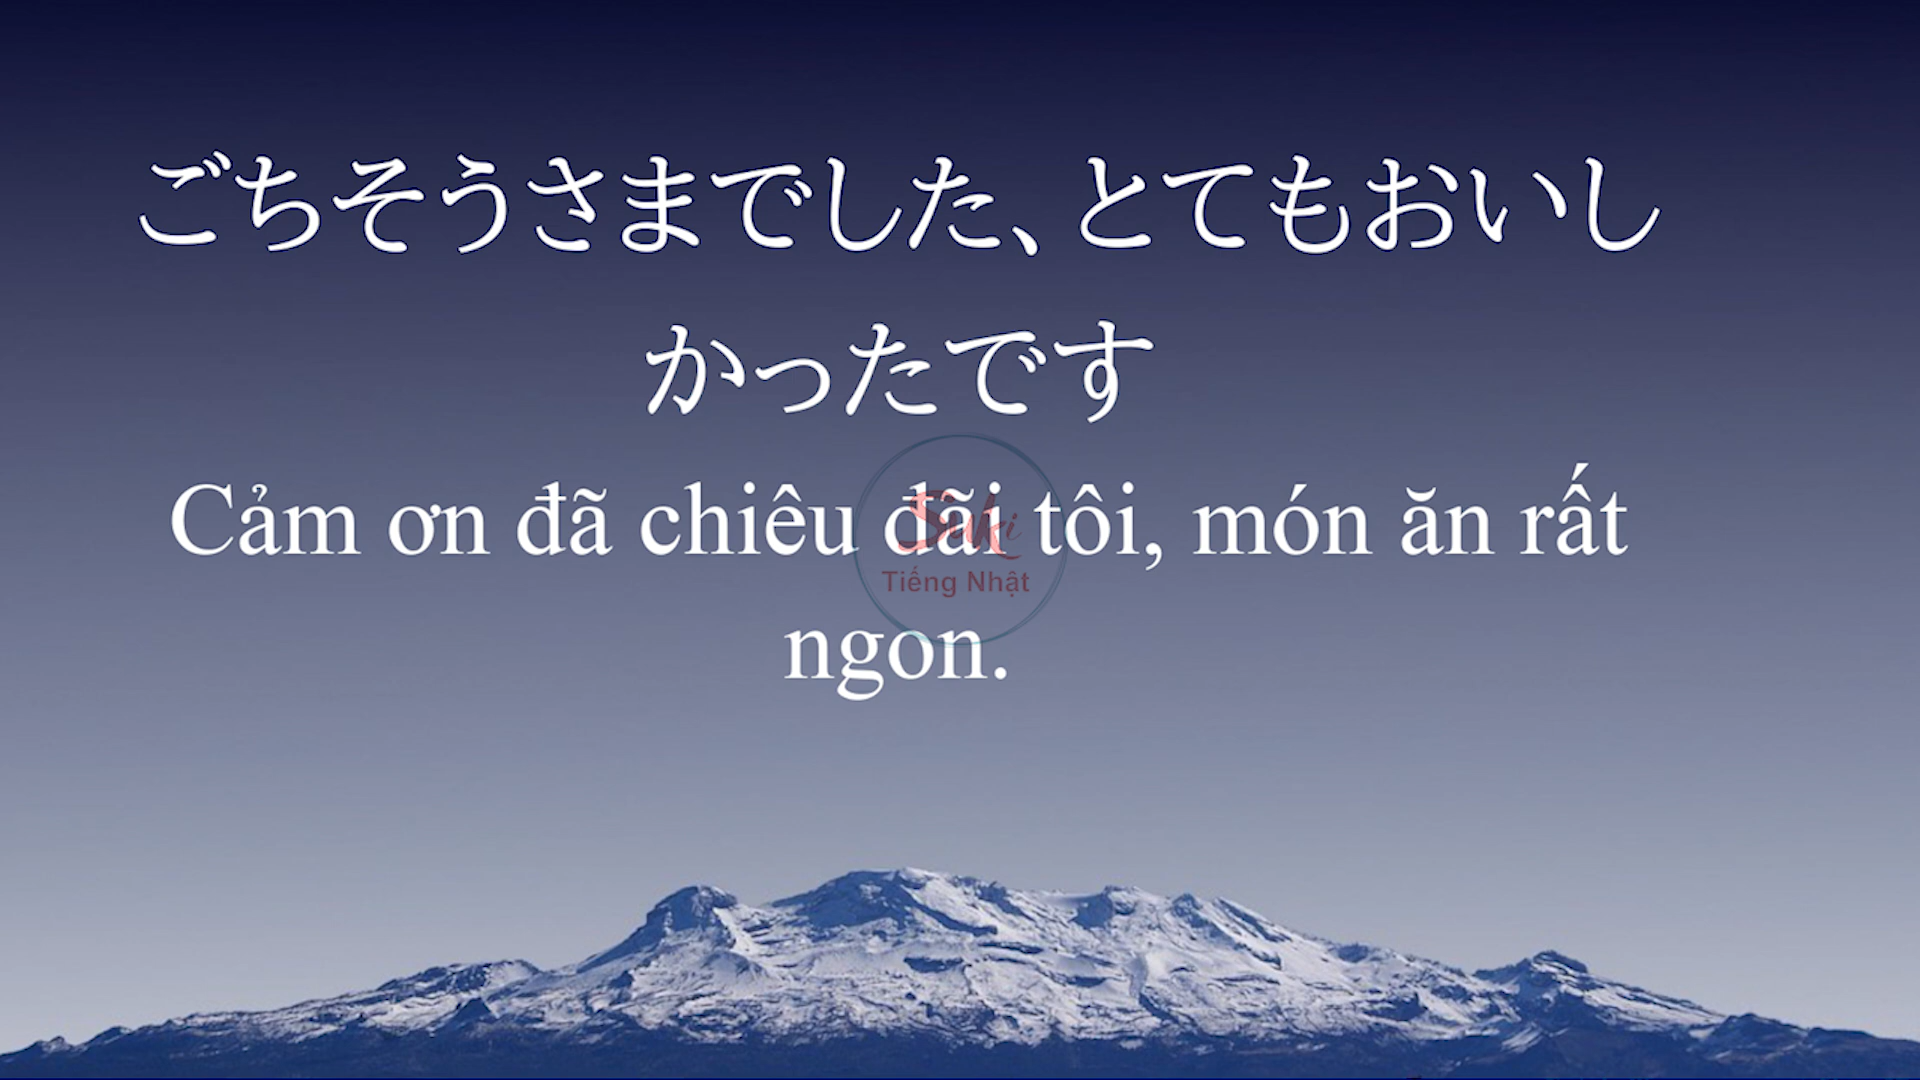 ごちそうさまでした、とてもおいし
かったです
Cảm ơn đã chiêu đãi tôi, món ăn rất
ngon.
Suki
Tiếng Nhật